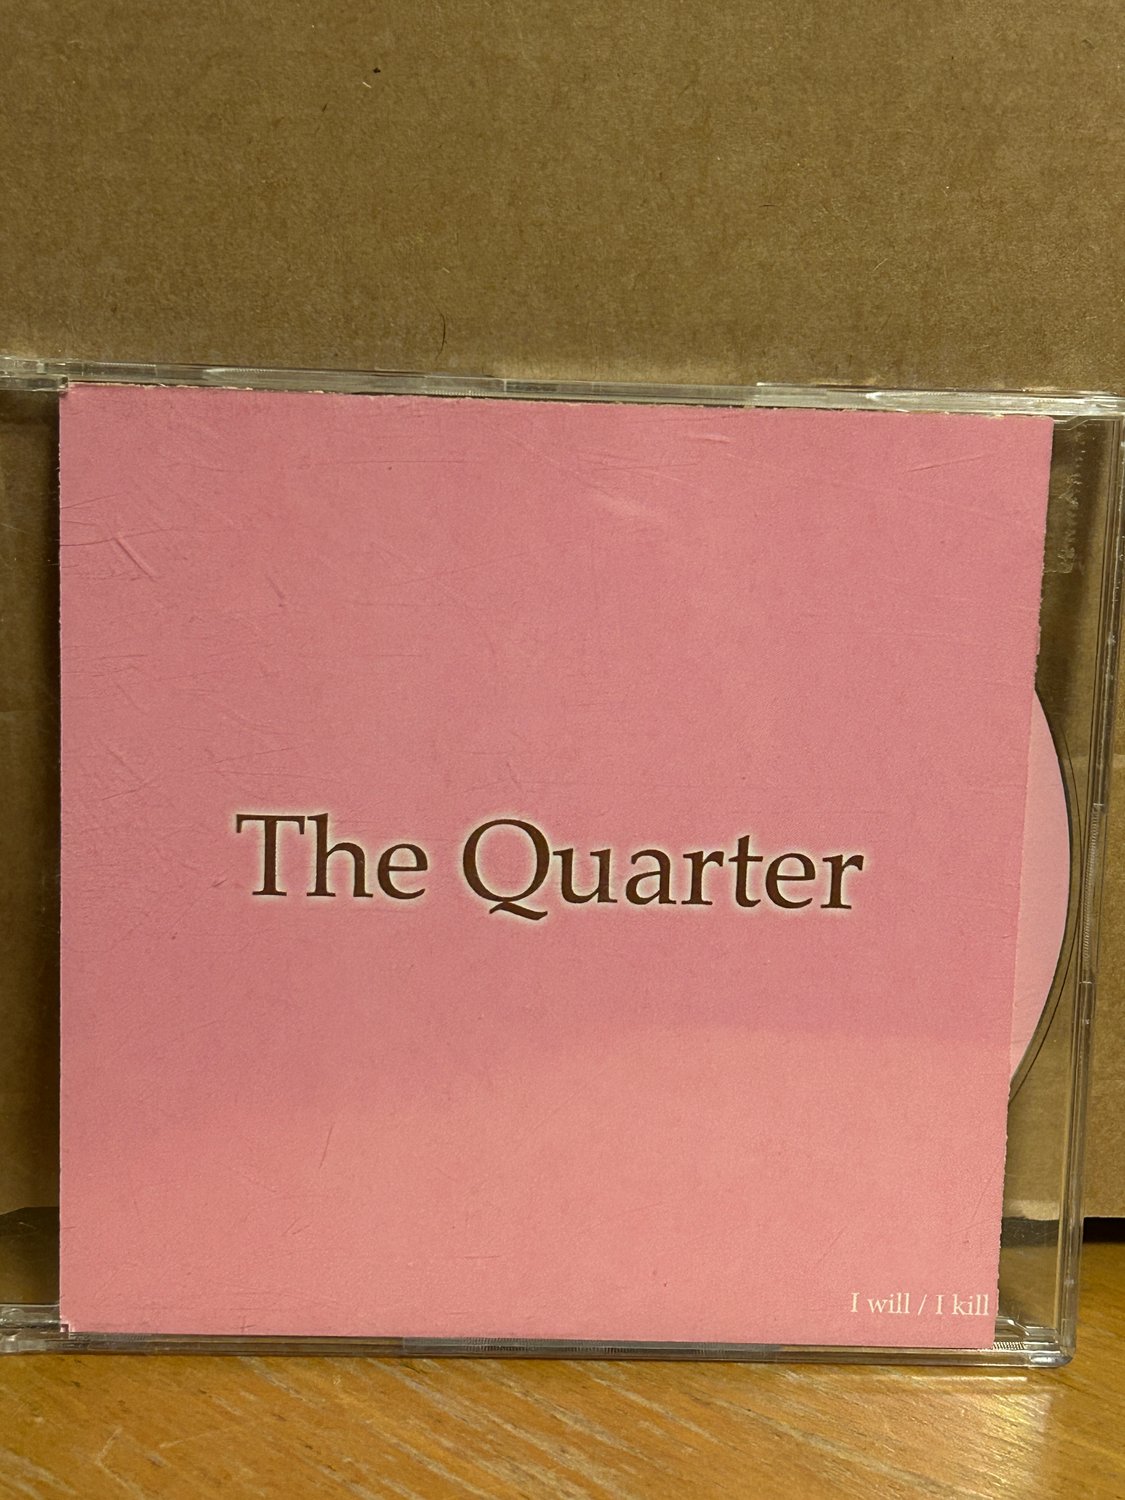 The Quarter
I will / I kill